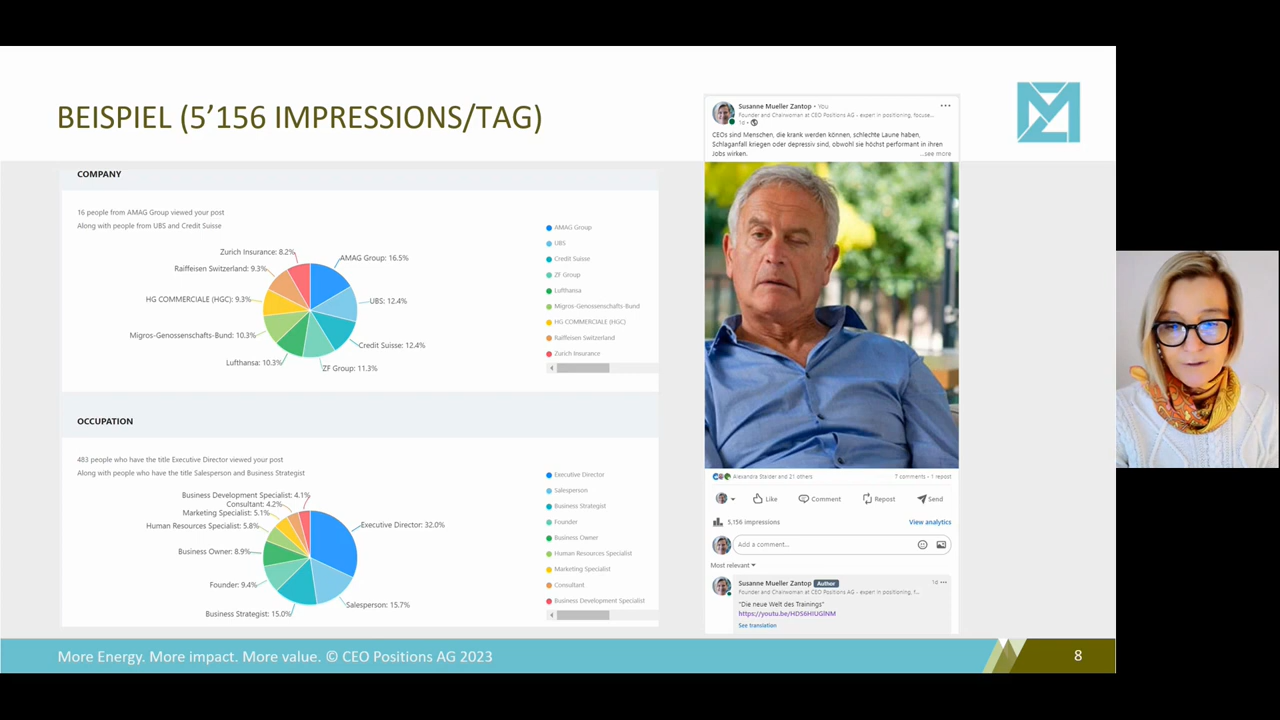 BEISPIEL (5'156 IMPRESSIONS/TAG)
COMPANY
16 people from AMAG Group viewed your post
Along with people from UBS and Credit Suisse
Zurich Insurance: 8.2%
AMAG Group: 16.5%
Raiffeisen Switzerland: 9.3%
HG COMMERCIALE (HGC): 9.3%
UBS: 12.4%
Migros-Genossenschafts-Bund: 10.3%
Credit Suisse: 12.4%
Lufthansa: 10.3%
ZF Group: 11.3%
AMAG Group
UBS
Credit Suisse
ZF Group
Lufthansa
Migros-Genossenschafts-Bund
HG COMMERCIALE (HGC)
Raiffeisen Switzerland
Zurich Insurance
OCCUPATION
483 people who have the title Executive Director viewed your post
Along with people who have the title Salesperson and Business Strategist
Business Development Specialist: 4.1%
Consultant: 4.2%
Marketing Specialist: 5.1%
Human Resources Specialist: 5.8%
Executive Director: 32.0%
Business Owner: 8.9%
Founder: 9.4%
Salesperson: 15.7%
Business Strategist: 15.0%
Executive Director
Salesperson
Business Strategist
Founder
Business Owner
Human Resources Specialist
Marketing Specialist
Consultant
Business Development Specialist
Susanne Mueller Zantop • You
Founder and Chairwoman at CEO Positions AG - expert in positioning, focuse...
1d •
CEOs sind Menschen, die krank werden können, schlechte Laune haben,
Schlaganfall kriegen oder depressiv sind, obwohl sie höchst performant in ihren
Jobs wirken.
...see more
Alexandra Stalder and 21 others
7 comments • 1 repost
Like
Comment
Repost
Send
5,156 impressions
View analytics
Add a comment...
Most relevant
Susanne Mueller Zantop Author
1d
Founder and Chairwoman at CEO Positions AG - expert in positioning, f...
"Die neue Welt des Trainings"
https://youtu.be/HDS6HIUGlNM
See translation
More Energy. More impact. More value. © CEO Positions AG 2023
8